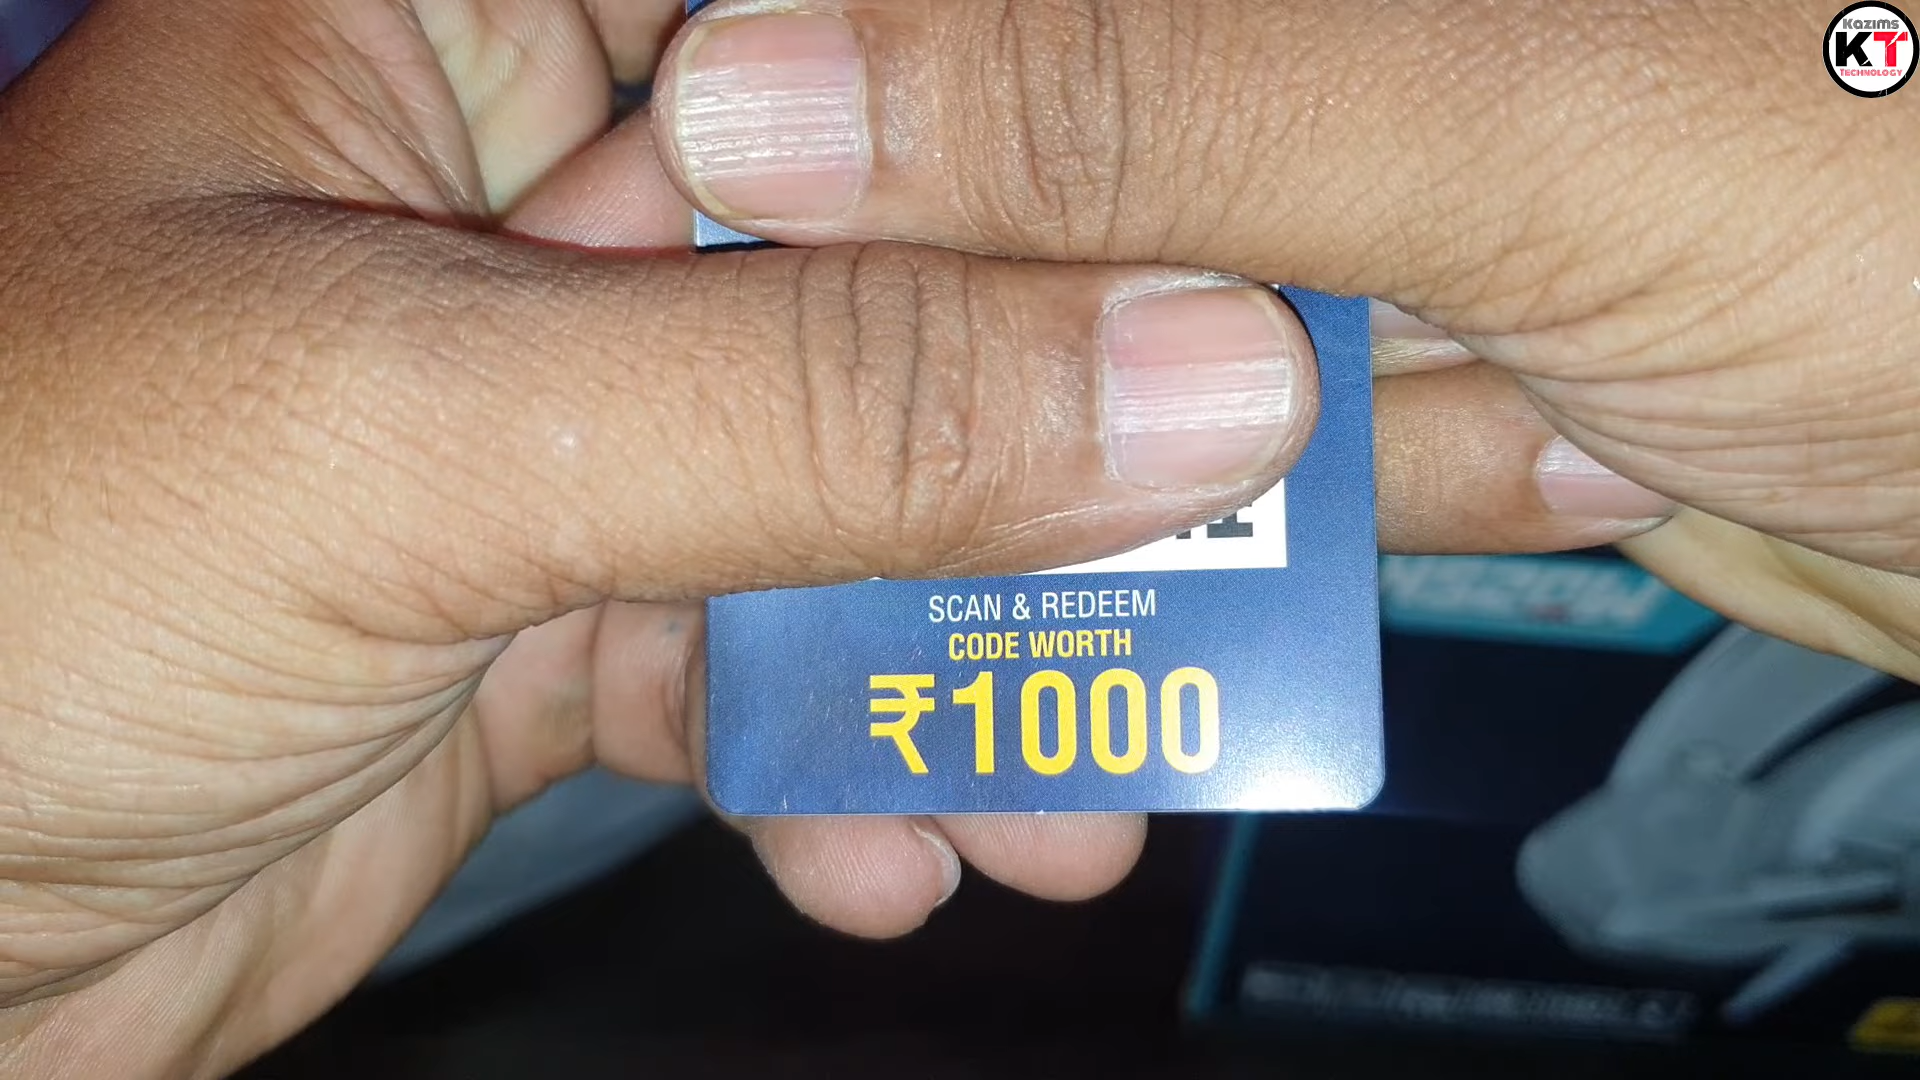 Kazims
KT
TECHNOLOGY
SCAN & REDEEM
CODE WORTH
₹1000